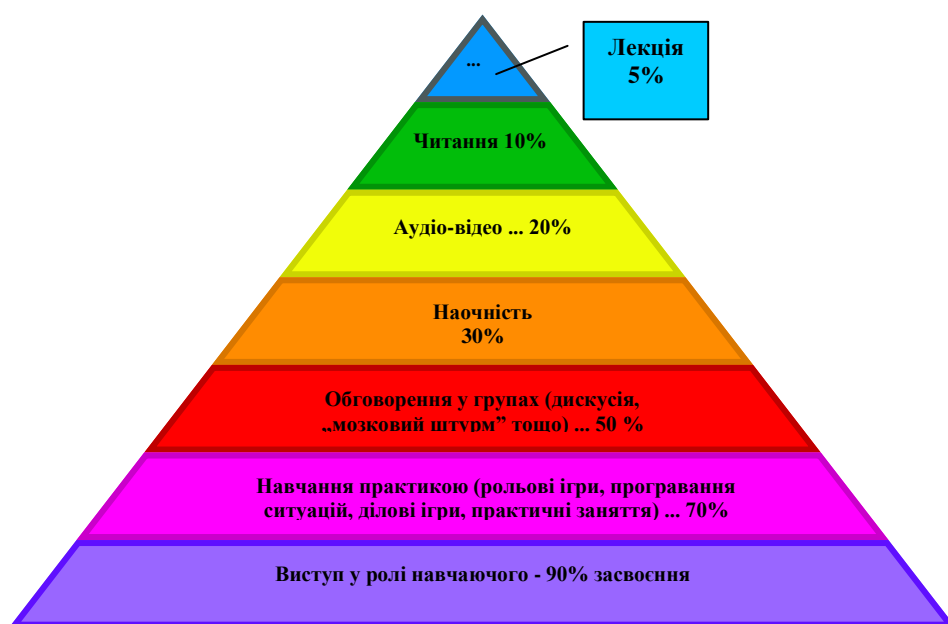 ...
Лекція
5%
Читання 10%
Аудіо-відео ... 20%
Наочність
30%
Обговорення у групах (дискусія,
„мозковий штурм” тощо) ... 50 %
Навчання практикою (рольові ігри, програвання
ситуацій, ділові ігри, практичні заняття) ... 70%
Виступ у ролі навчаючого - 90% засвоєння